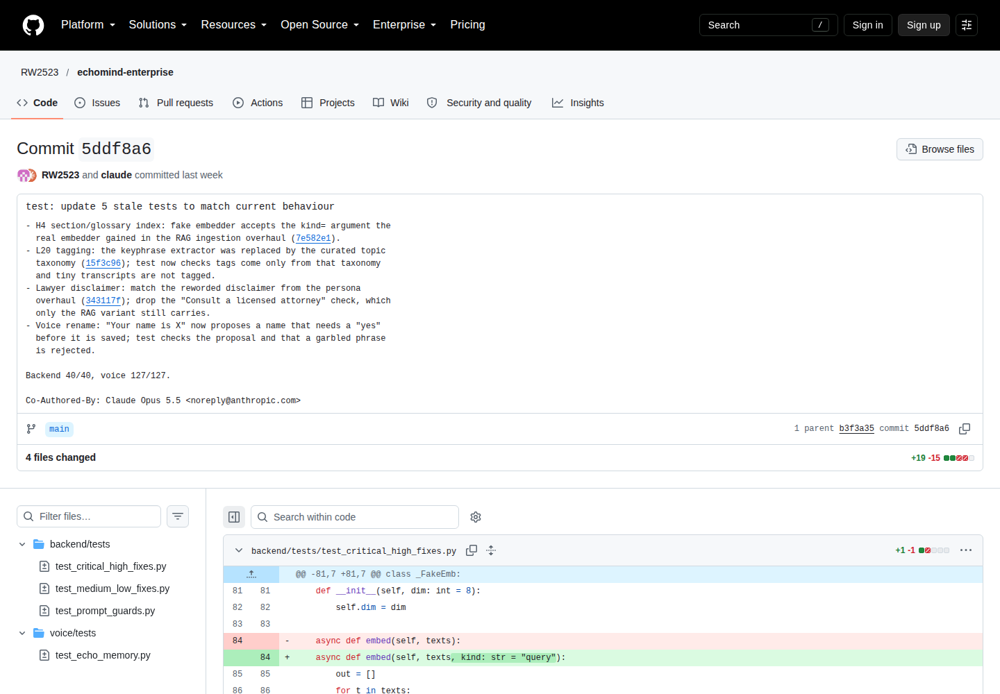 Platform Solutions Resources Open Source Enterprise Pricing Search / Sign in Sign up
RW2523 / echomind-enterprise
Code Issues Pull requests Actions Projects Wiki Security and quality Insights
Commit 5ddf8a6
Browse files
RW2523 and claude committed last week
test: update 5 stale tests to match current behaviour
- H4 section/glossary index: fake embedder accepts the kind= argument the
real embedder gained in the RAG ingestion overhaul (7e582e1).
- L20 tagging: the keyphrase extractor was replaced by the curated topic
taxonomy (15f3c96); test now checks tags come only from that taxonomy
and tiny transcripts are not tagged.
- Lawyer disclaimer: match the reworded disclaimer from the persona
overhaul (343117f); drop the "Consult a licensed attorney" check, which
only the RAG variant still carries.
- Voice rename: "Your name is X" now proposes a name that needs a "yes"
before it is saved; test checks the proposal and that a garbled phrase
is rejected.
Backend 40/40, voice 127/127.
Co-Authored-By: Claude Opus 5.5 <noreply@anthropic.com>
main
1 parent b3f3a35 commit 5ddf8a6
4 files changed
+19 -15
Filter files…
backend/tests
test_critical_high_fixes.py
test_medium_low_fixes.py
test_prompt_guards.py
voice/tests
test_echo_memory.py
Search within code
backend/tests/test_critical_high_fixes.py
+1 -1
@@ -81,7 +81,7 @@ class _FakeEmb:
81 81 def __init__(self, dim: int = 8):
82 82 self.dim = dim
83 83
84 - async def embed(self, texts):
84 + async def embed(self, texts, kind: str = "query"):
85 85 out = []
86 86 for t in texts: